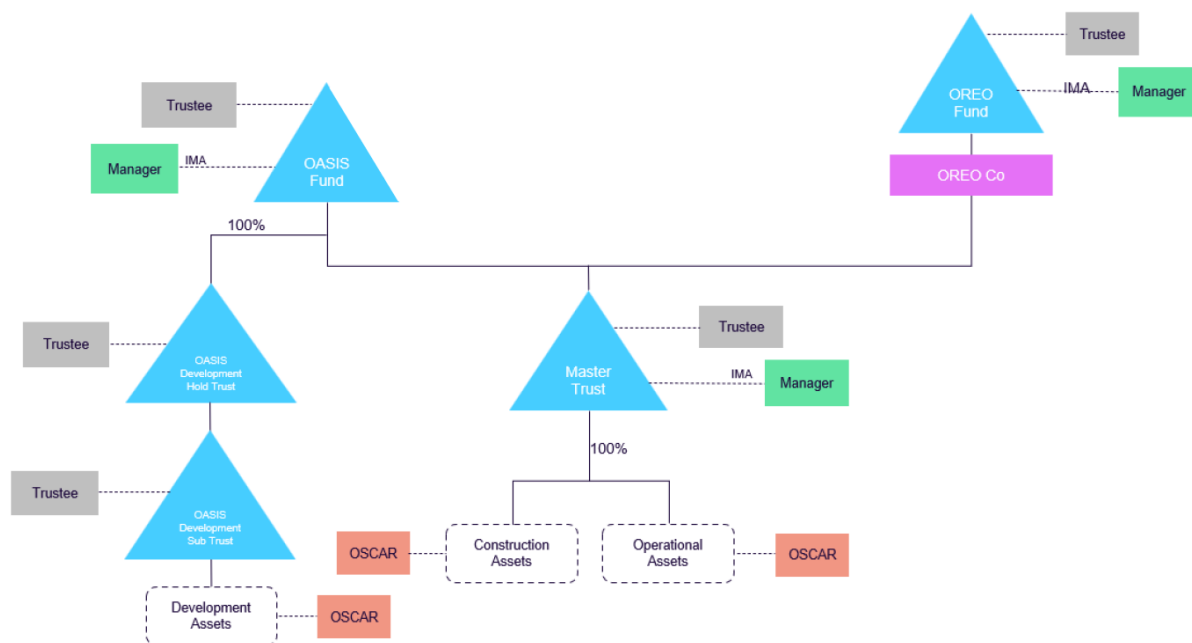 Trustee
OREO
Fund
IMA
Manager
Trustee
OASIS
Fund
IMA
Manager
OREO Co
100%
Trustee
OASIS
Development
Hold Trust
Trustee
Master
Trust
IMA
Manager
100%
Trustee
OASIS
Development
Sub Trust
OSCAR
Construction
Assets
Operational
Assets
OSCAR
Development
Assets
OSCAR